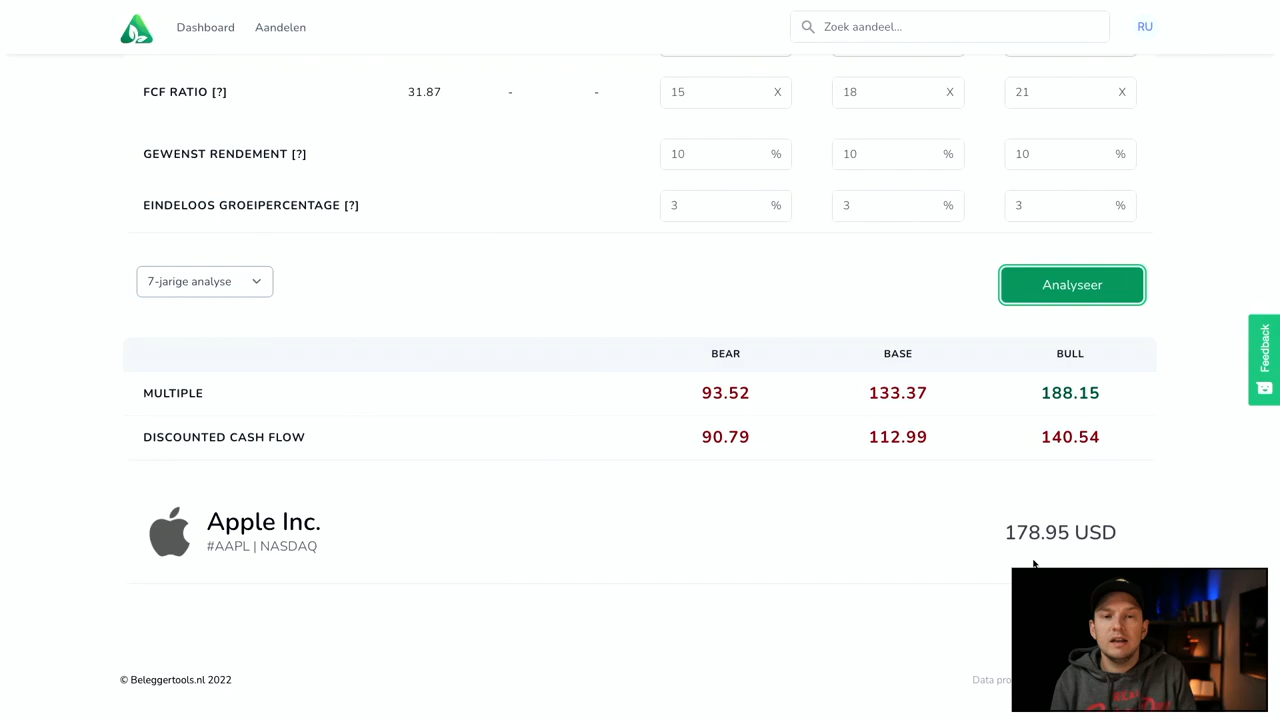 Dashboard Aandelen Zoek aandeel... RU
FCF RATIO [?] 31.87 - - 15 X 18 X 21 X
GEWENST RENDEMENT [?] 10 % 10 % 10 %
EINDELOOS GROEIPERCENTAGE [?] 3 % 3 % 3 %
7-jarige analyse Analyseer
Feedback
BEAR BASE BULL
MULTIPLE 93.52 133.37 188.15
DISCOUNTED CASH FLOW 90.79 112.99 140.54
Apple Inc. 178.95 USD
#AAPL | NASDAQ
© Beleggertools.nl 2022 Data